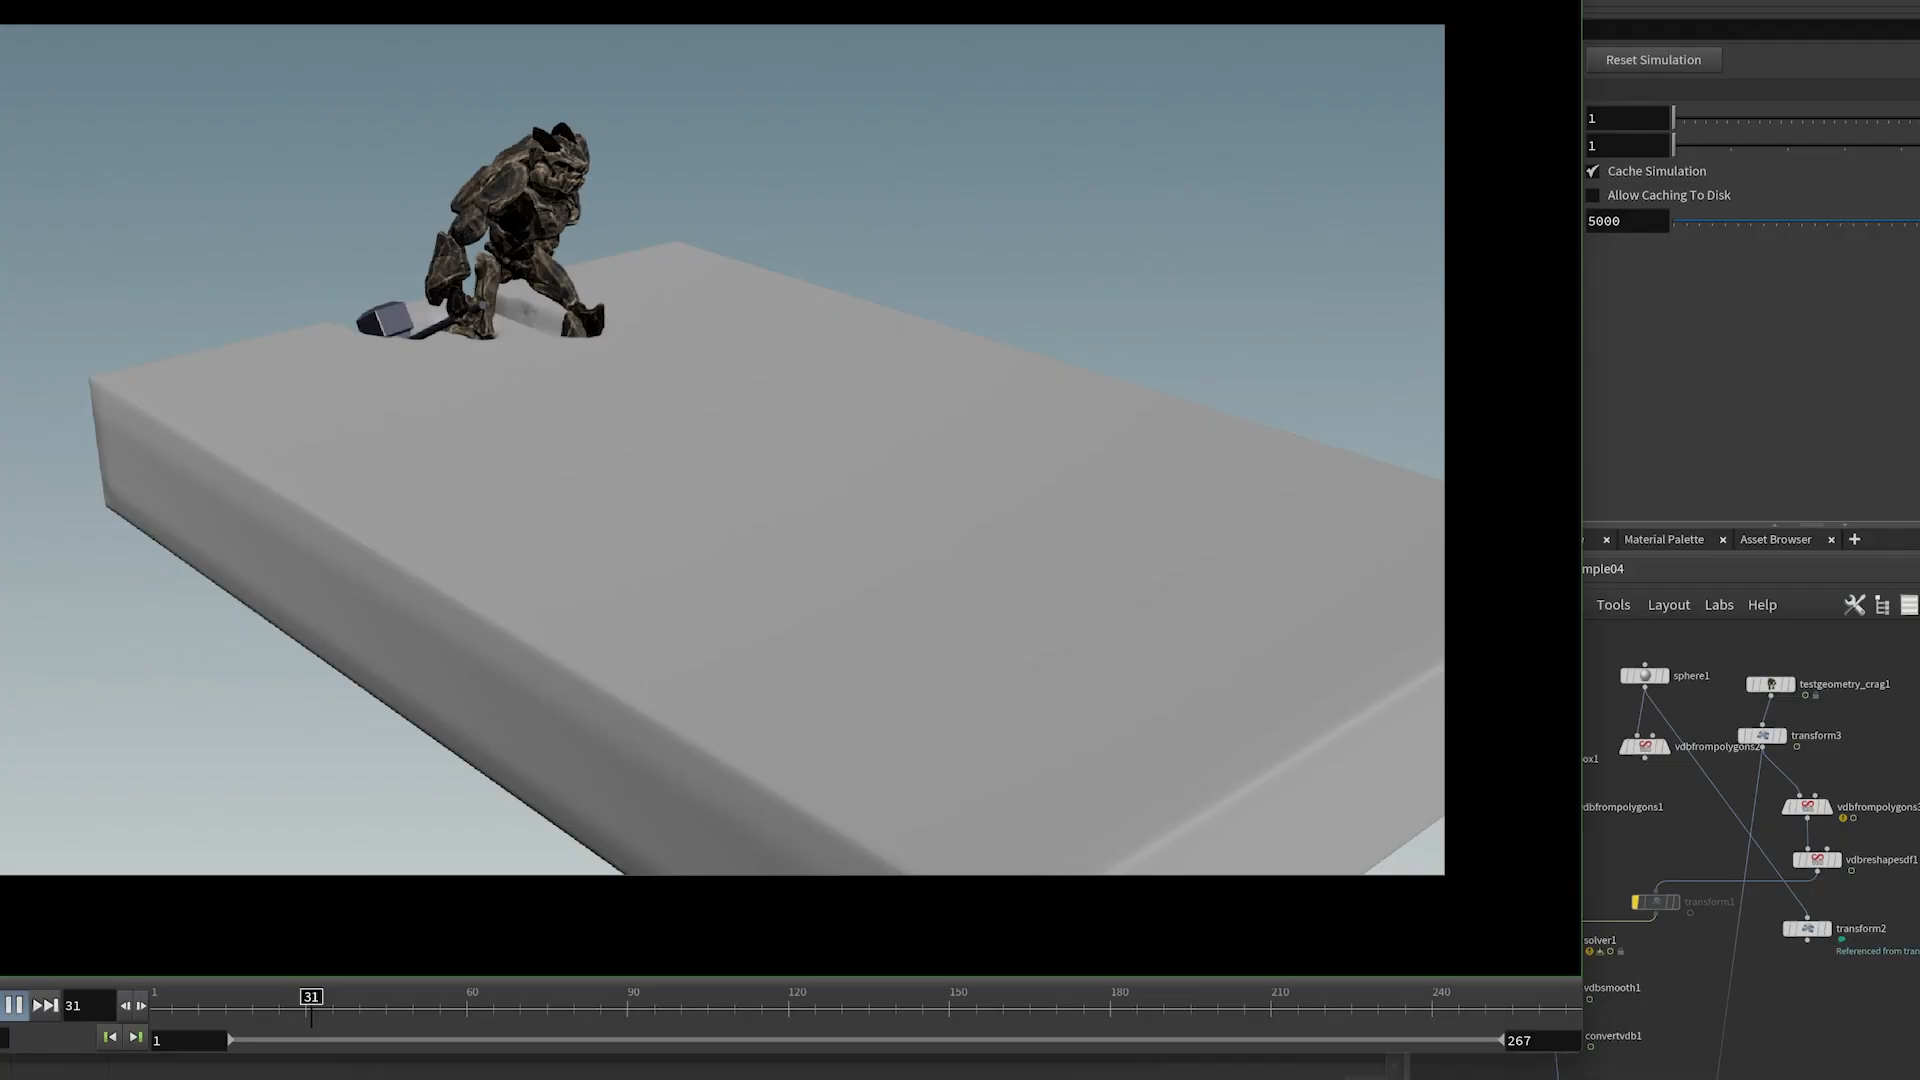 Reset Simulation
1
1
Cache Simulation
Allow Caching To Disk
5000
Material Palette
Asset Browser
mple04
Tools Layout Labs Help
sphere1
testgeometry_crag1
transform3
vdbfrompolygons2
ox1
dbfrompolygons1
vdbfrompolygons3
vdbreshapesdf1
transform1
transform2
Referenced from tran
solver1
vdbsmooth1
convertvdb1
31
1 31 60 90 120 150 180 210 240
1
267